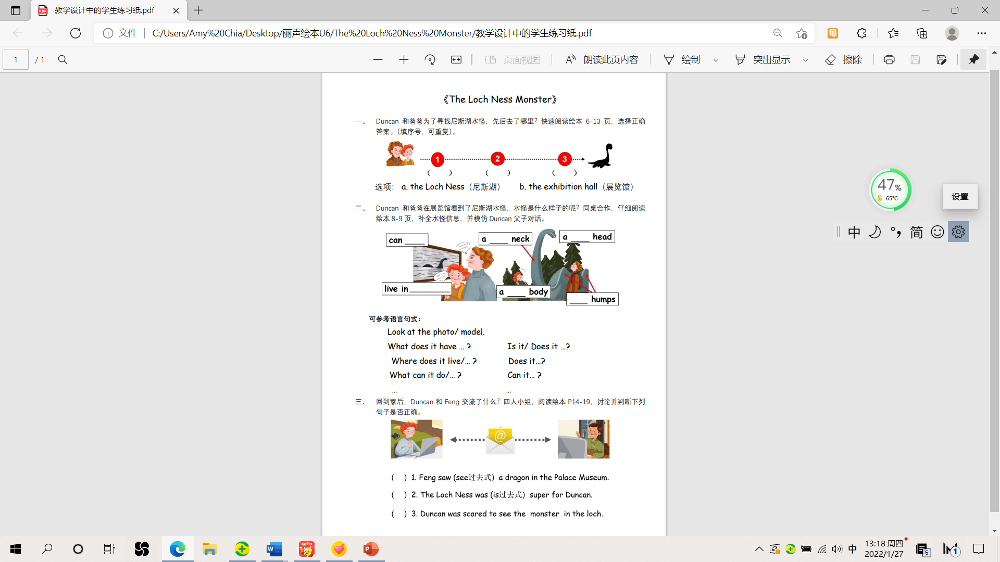 教学设计中的学生练习纸.pdf
文件 C:/Users/Amy%20Chia/Desktop/丽声绘本U6/The%20Loch%20Ness%20Monster/教学设计中的学生练习纸.pdf
1 / 1 页面视图 朗读此页内容 绘制 突出显示 擦除
《The Loch Ness Monster》
一、 Duncan 和爸爸为了寻找尼斯湖水怪，先后去了哪里？快速阅读绘本 6-13 页，选择正确
答案。（填序号，可重复）。
1 2 3
( ) ( ) ( )
选项： a. the Loch Ness（尼斯湖） b. the exhibition hall（展览馆）
二、 Duncan 和爸爸在展览馆看到了尼斯湖水怪，水怪是什么样子的呢？同桌合作，仔细阅读
绘本 8-9 页，补全水怪信息，并模仿 Duncan 父子对话。
can _____
a ____ neck
a ____ head
live in _________
a ____ body
____ humps
可参考语言句式：
Look at the photo/ model.
What does it have ... ? Is it/ Does it ...?
Where does it live/... ? Does it...?
What can it do/... ? Can it... ?
... ...
三、 回到家后，Duncan 和 Feng 交流了什么？四人小组，阅读绘本 P14-19，讨论并判断下列
句子是否正确。
@
( ) 1. Feng saw (see过去式) a dragon in the Palace Museum.
( ) 2. The Loch Ness was (is过去式) super for Duncan.
( ) 3. Duncan was scared to see the monster in the loch.
47%
65°C
设置
中 简
中
13:18 周四
2022/1/27
5
1